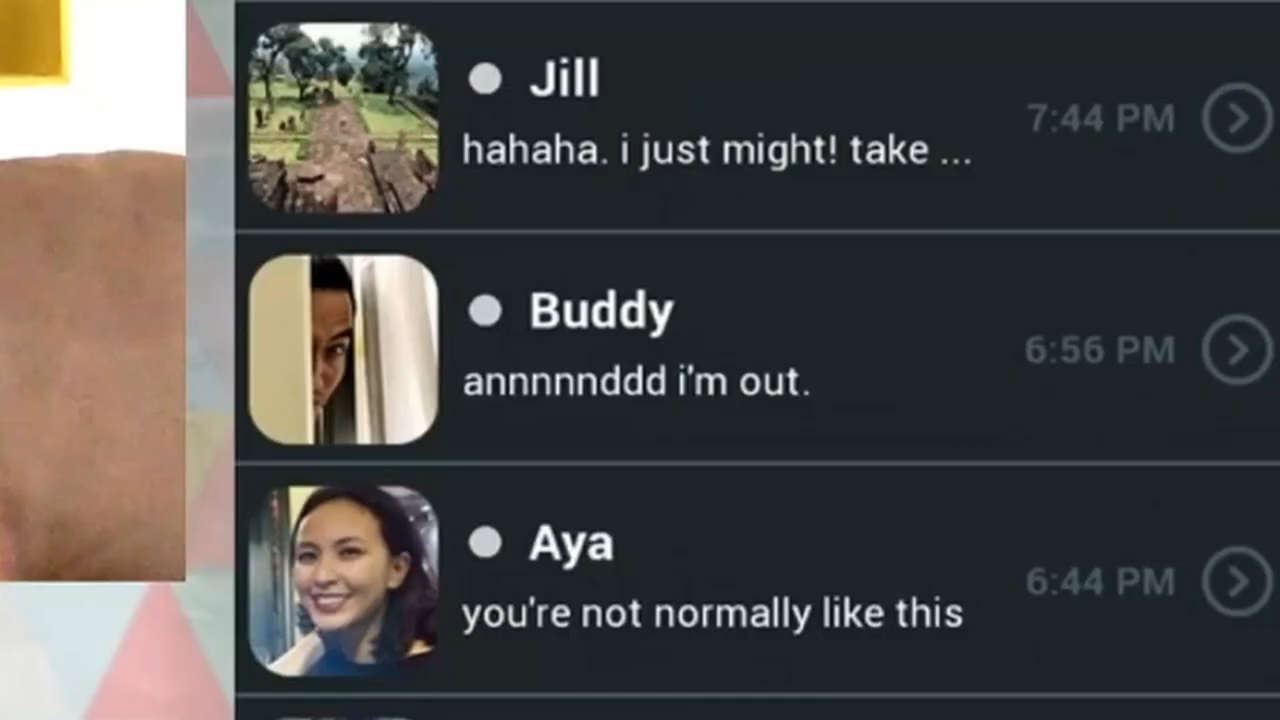 Jill
hahaha. i just might! take ...
7:44 PM
Buddy
annnnnddd i'm out.
6:56 PM
Aya
you're not normally like this
6:44 PM